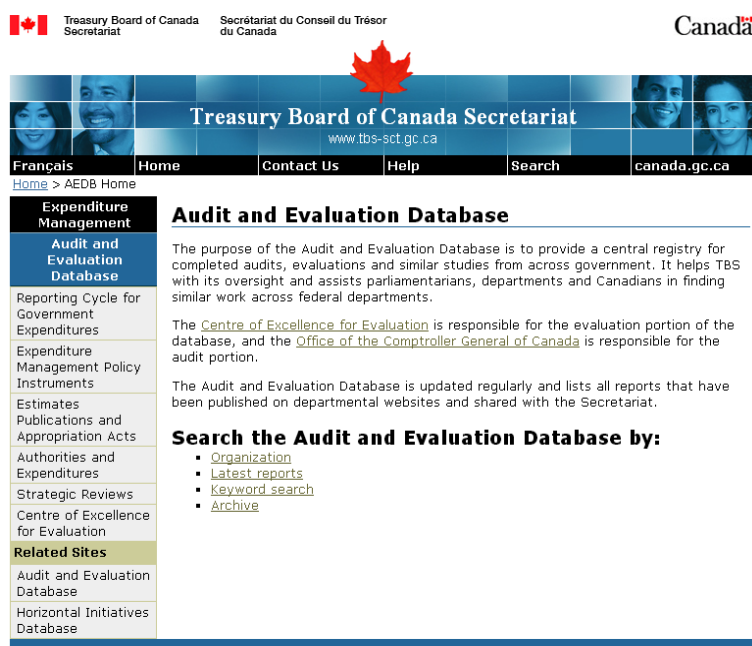 Treasury Board of Canada
Secretariat
Secrétariat du Conseil du Trésor
du Canada
Canada
Treasury Board of Canada Secretariat
www.tbs-sct.gc.ca
Français Home Contact Us Help Search canada.gc.ca
Home > AEDB Home
Expenditure
Management
Audit and
Evaluation
Database
Reporting Cycle for
Government
Expenditures
Expenditure
Management Policy
Instruments
Estimates
Publications and
Appropriation Acts
Authorities and
Expenditures
Strategic Reviews
Centre of Excellence
for Evaluation
Related Sites
Audit and Evaluation
Database
Horizontal Initiatives
Database
Audit and Evaluation Database
The purpose of the Audit and Evaluation Database is to provide a central registry for
completed audits, evaluations and similar studies from across government. It helps TBS
with its oversight and assists parliamentarians, departments and Canadians in finding
similar work across federal departments.
The Centre of Excellence for Evaluation is responsible for the evaluation portion of the
database, and the Office of the Comptroller General of Canada is responsible for the
audit portion.
The Audit and Evaluation Database is updated regularly and lists all reports that have
been published on departmental websites and shared with the Secretariat.
Search the Audit and Evaluation Database by:
Organization
Latest reports
Keyword search
Archive